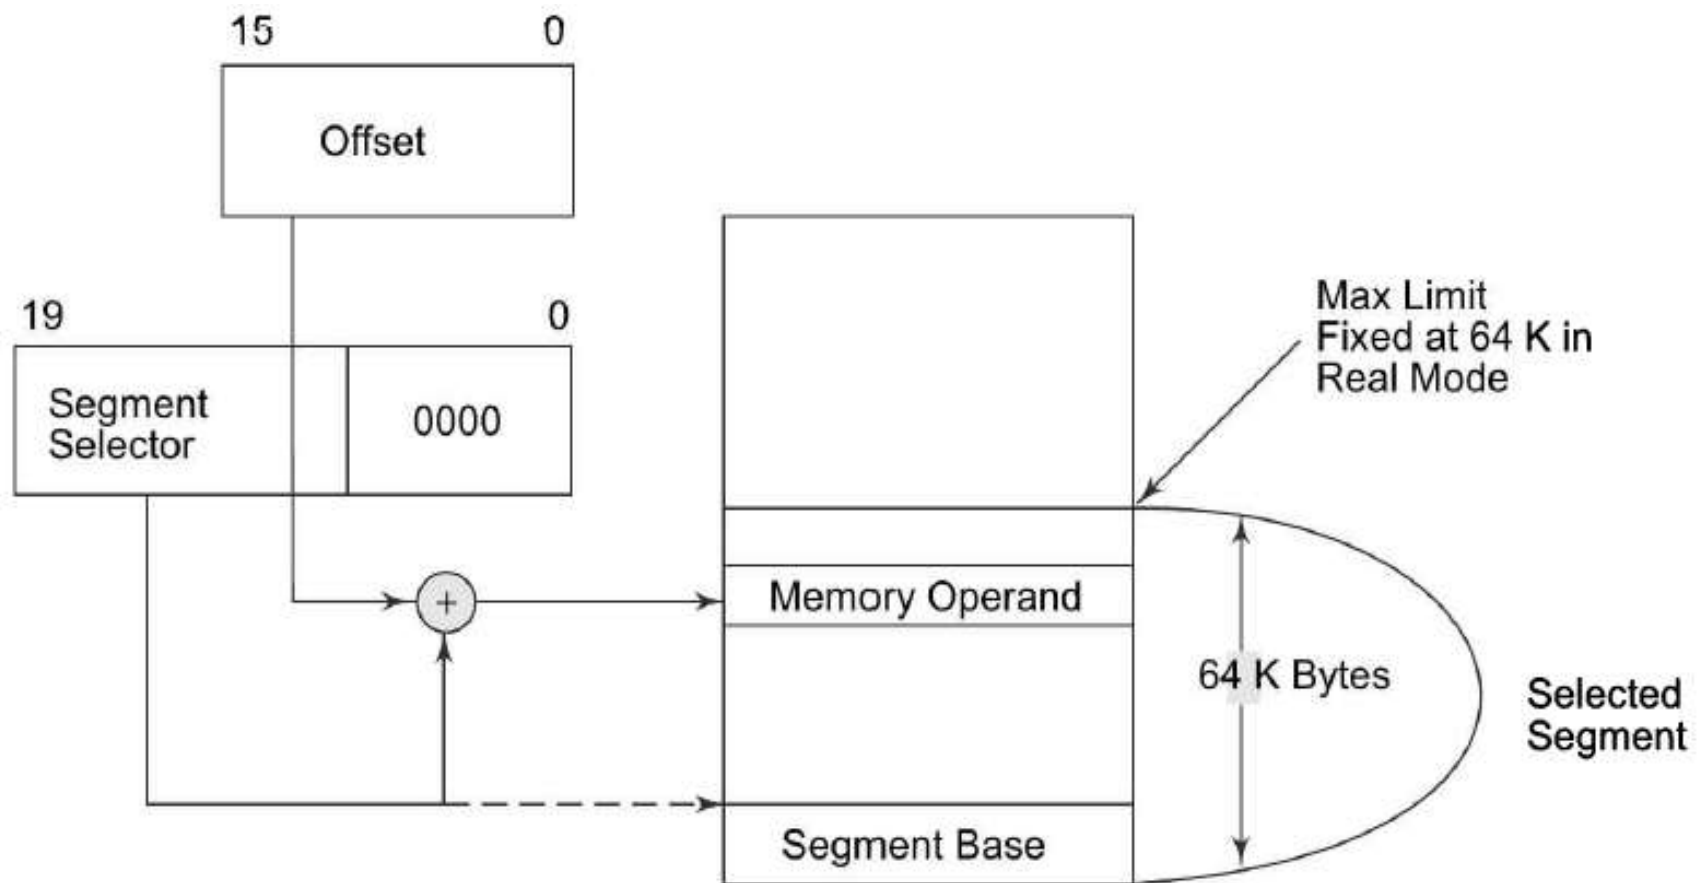 15 0
Offset
19 0
Segment
Selector
0000
Max Limit
Fixed at 64 K in
Real Mode
+
Memory Operand
64 K Bytes
Selected
Segment
Segment Base